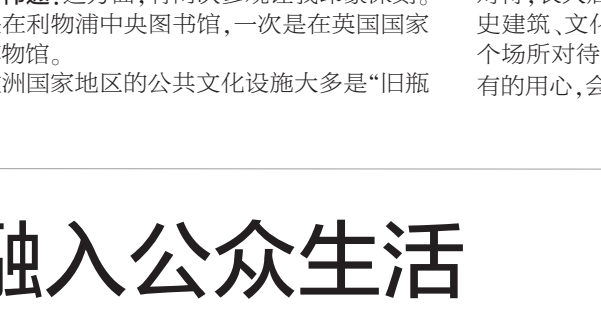 在利物浦中央图书馆,一次是在英国国家
物馆。
洲国家地区的公共文化设施大多是“旧瓶
史建筑、文化
个场所对待
有的用心,会
融入公众生活